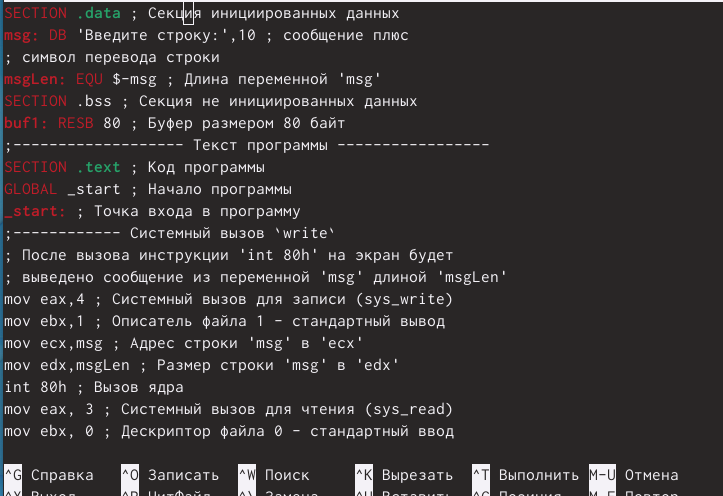 SECTION .data ; Секция инициированных данных
msg: DB 'Введите строку:',10 ; сообщение плюс
; символ перевода строки
msgLen: EQU $-msg ; Длина переменной 'msg'
SECTION .bss ; Секция не инициированных данных
buf1: RESB 80 ; Буфер размером 80 байт
;------------------- Текст программы -----------------
SECTION .text ; Код программы
GLOBAL _start ; Начало программы
_start: ; Точка входа в программу
;------------ Системный вызов `write`
; После вызова инструкции 'int 80h' на экран будет
; выведено сообщение из переменной 'msg' длиной 'msgLen'
mov eax,4 ; Системный вызов для записи (sys_write)
mov ebx,1 ; Описатель файла 1 - стандартный вывод
mov ecx,msg ; Адрес строки 'msg' в 'ecx'
mov edx,msgLen ; Размер строки 'msg' в 'edx'
int 80h ; Вызов ядра
mov eax, 3 ; Системный вызов для чтения (sys_read)
mov ebx, 0 ; Дескриптор файла 0 - стандартный ввод
^G Справка ^O Записать ^W Поиск ^K Вырезать ^T Выполнить M-U Отмена
^X Выход ^R ЧитФайл ^\ Замена ^U Вставить ^C Позиция M-E Повтор